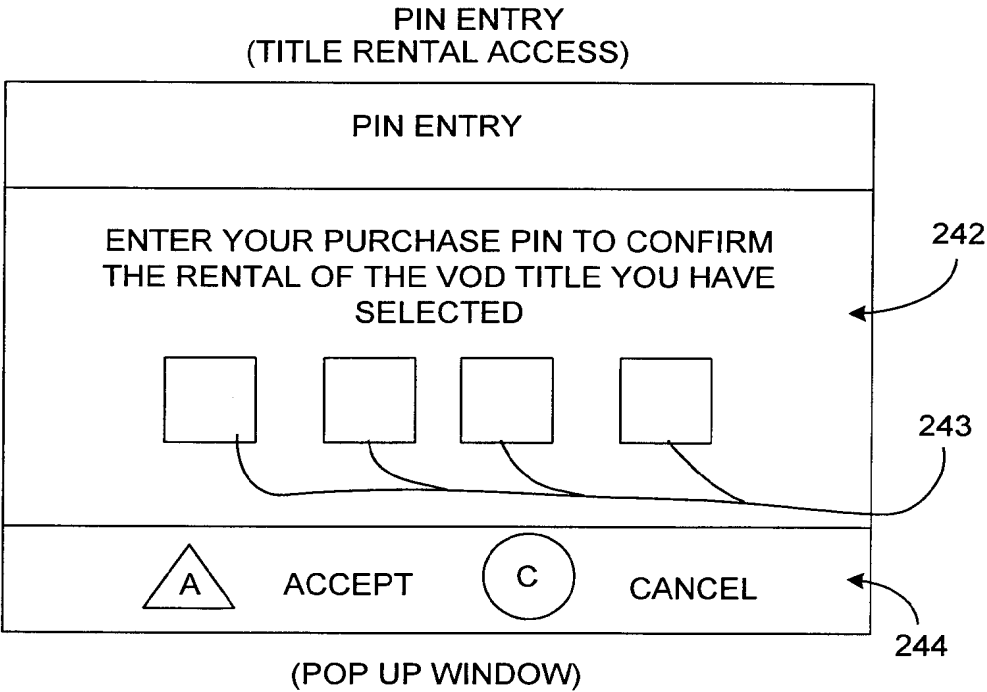 PIN ENTRY
(TITLE RENTAL ACCESS)
PIN ENTRY
ENTER YOUR PURCHASE PIN TO CONFIRM
THE RENTAL OF THE VOD TITLE YOU HAVE
SELECTED
242
243
A ACCEPT C CANCEL
244
(POP UP WINDOW)